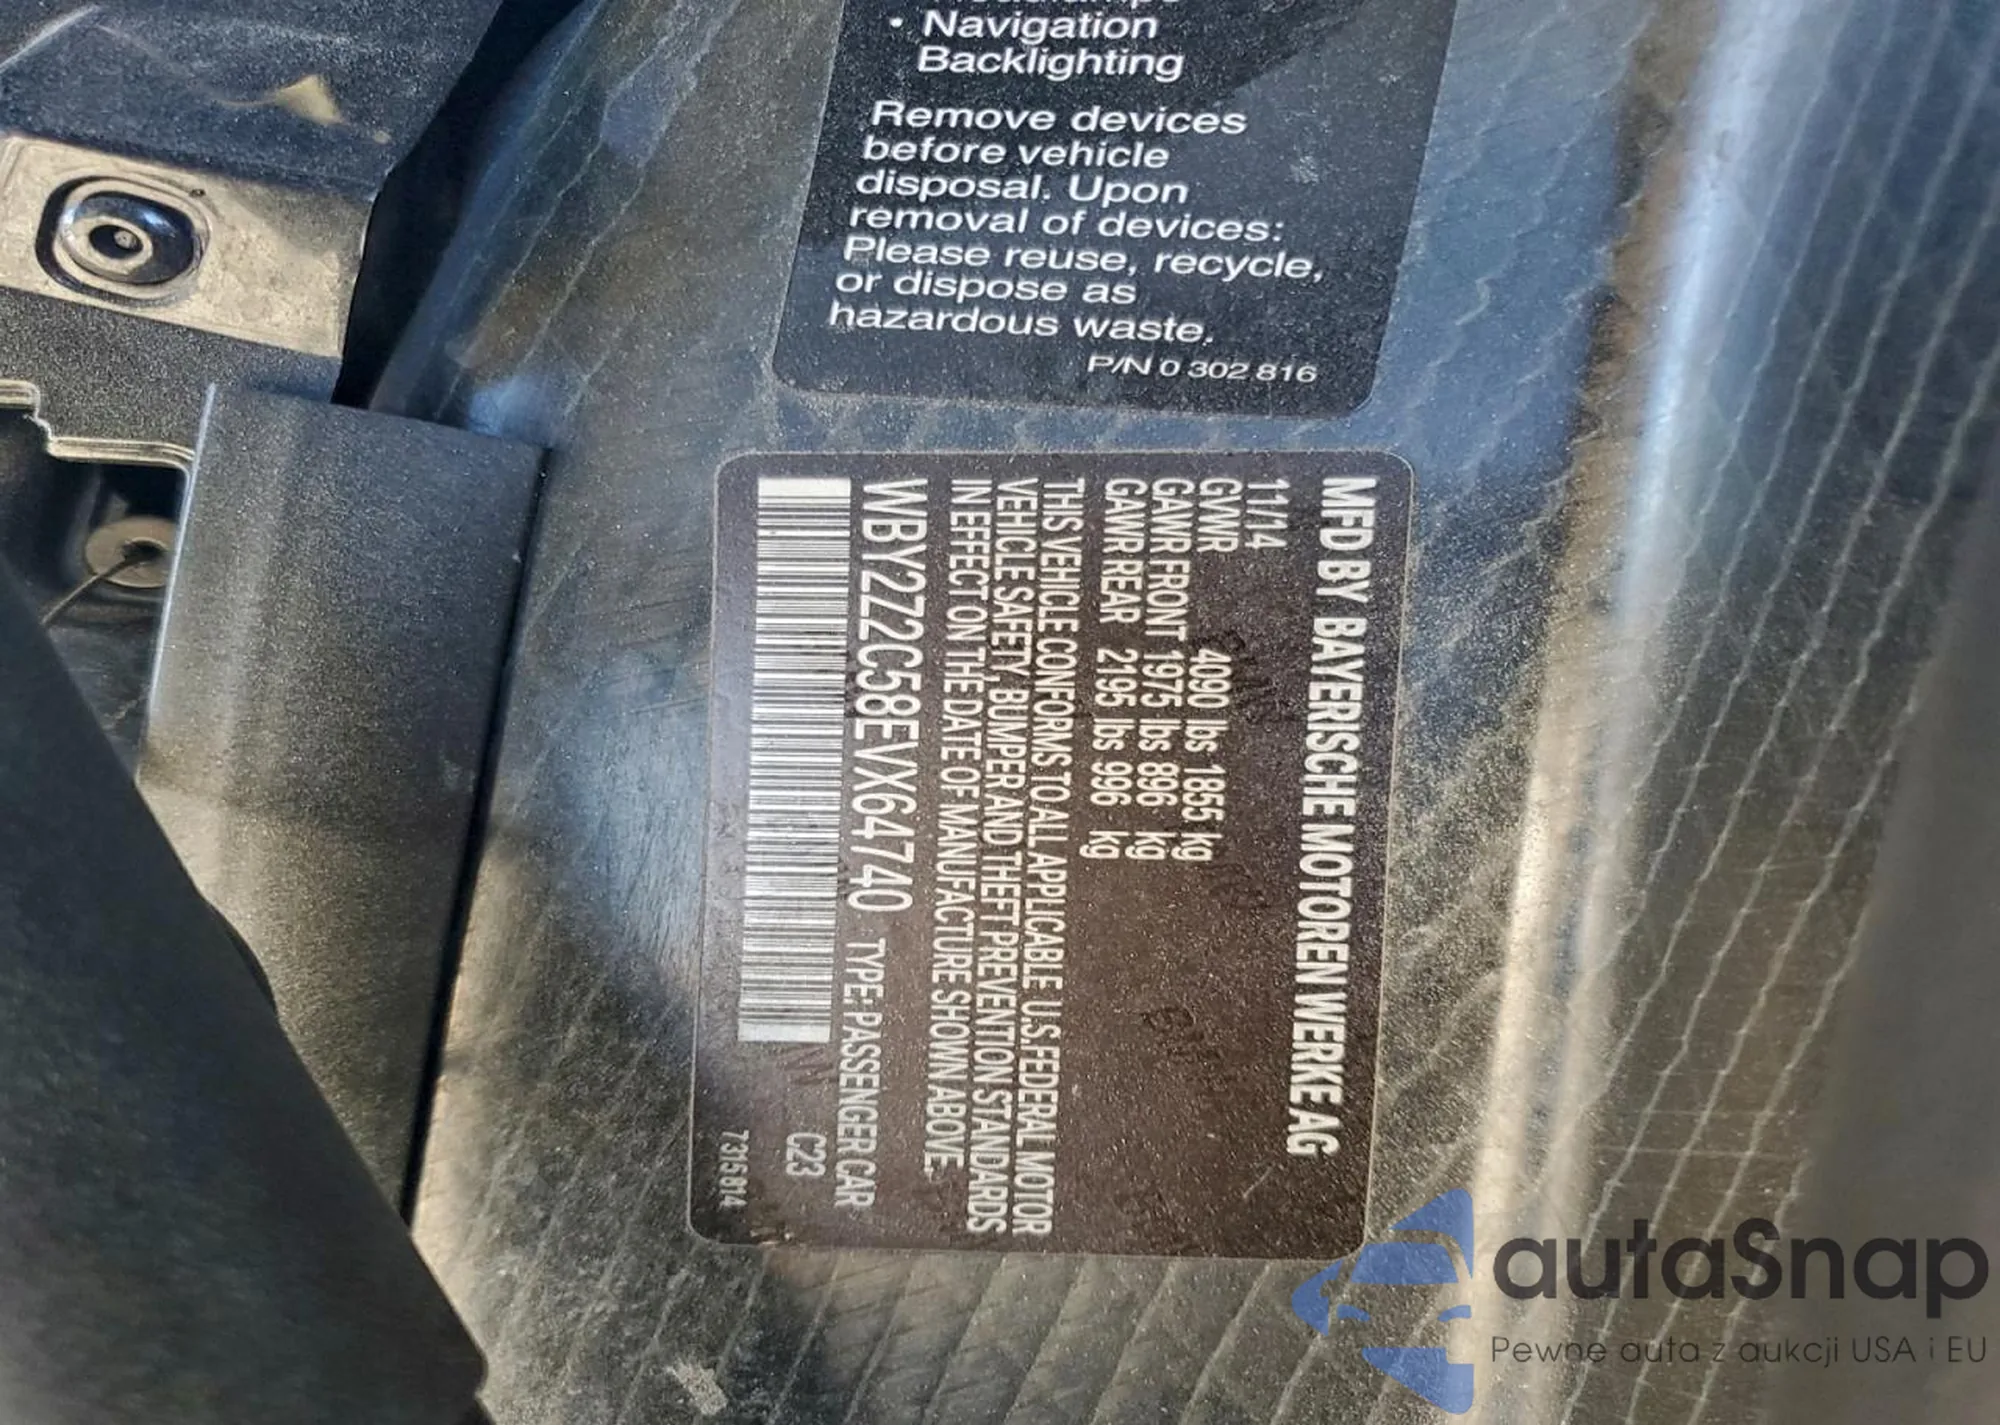 • Navigation
Backlighting
Remove devices
before vehicle
disposal. Upon
removal of devices:
Please reuse, recycle,
or dispose as
hazardous waste.
P/N 0 302 816
MFD BY BAYERISCHE MOTOREN WERKE AG
11/14
GVWR 4090 lbs 1855 kg
GAWR FRONT 1975 lbs 896 kg
GAWR REAR 2195 lbs 996 kg
THIS VEHICLE CONFORMS TO ALL APPLICABLE U.S. FEDERAL MOTOR
VEHICLE SAFETY, BUMPER AND THEFT PREVENTION STANDARDS
IN EFFECT ON THE DATE OF MANUFACTURE SHOWN ABOVE.
WBY2Z2C58EVX64740 TYPE: PASSENGER CAR
C23
7315814
autaSnap
Pewne auta z aukcji USA i EU